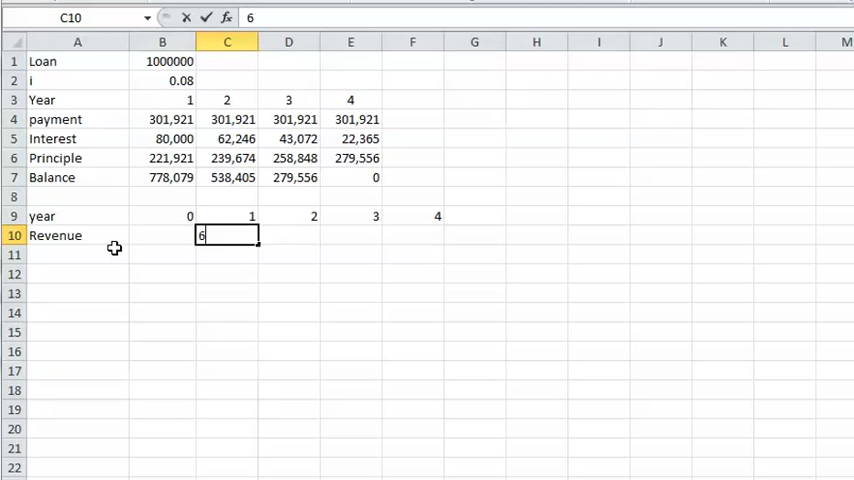 C10 fx 6
A B C D E F G H I J K L M
1 Loan 1000000
2 i 0.08
3 Year 1 2 3 4
4 payment 301,921 301,921 301,921 301,921
5 Interest 80,000 62,246 43,072 22,365
6 Principle 221,921 239,674 258,848 279,556
7 Balance 778,079 538,405 279,556 0
8
9 year 0 1 2 3 4
10 Revenue 6
11
12
13
14
15
16
17
18
19
20
21
22